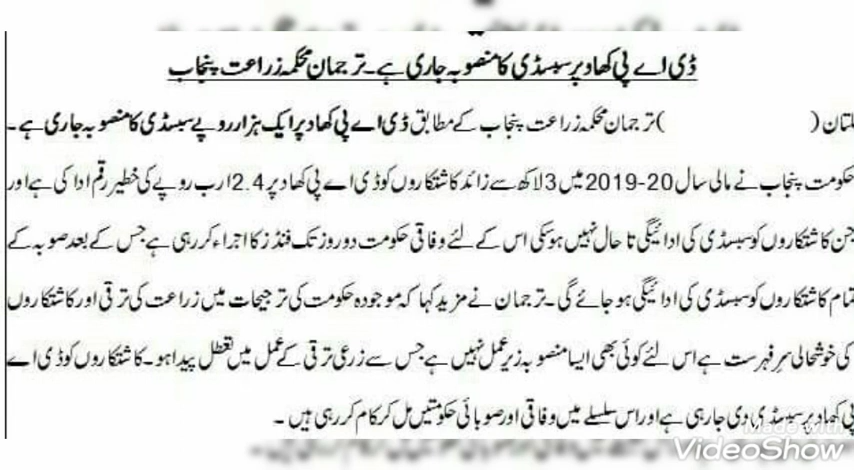 ڈی اے پی کھاد پر سبسڈی کا منصوبہ جاری ہے۔ ترجمان محکمہ زراعت پنجاب
ملتان (                    ) ترجمان محکمہ زراعت پنجاب کے مطابق ڈی اے پی کھاد پر ایک ہزار روپے سبسڈی کا منصوبہ جاری ہے۔
حکومت پنجاب نے مالی سال 20-2019 میں 3 لاکھ سے زائد کاشتکاروں کو ڈی اے پی کھاد پر 2.4 ارب روپے کی خطیر رقم ادا کی ہے اور
جن کاشتکاروں کو سبسڈی کی ادائیگی تا حال نہیں ہو سکی اس کے لئے وفاقی حکومت دو روز تک فنڈز کا اجراء کر رہی ہے جس کے بعد صوبہ کے
تمام کاشتکاروں کو سبسڈی کی ادائیگی ہو جائے گی۔ ترجمان نے مزید کہا کہ موجودہ حکومت کی ترجیحات میں زراعت کی ترقی اور کاشتکاروں
کی خوشحالی سرِ فہرست ہے اس لئے کوئی بھی ایسا منصوبہ زیرِ عمل نہیں ہے جس سے زرعی ترقی کے عمل میں تعطل پیدا ہو۔ کاشتکاروں کو ڈی اے
پی کھاد پر سبسڈی دی جا رہی ہے اور اس سلسلے میں وفاقی اور صوبائی حکومتیں مل کر کام کر رہی ہیں ۔
Made with
VideoShow